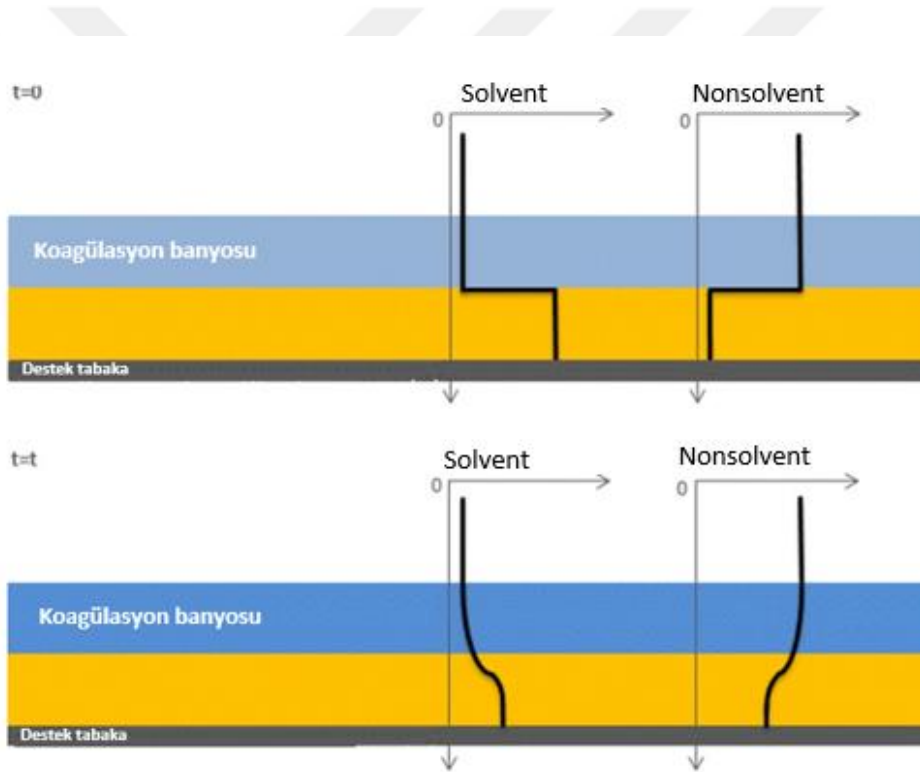 t=0
Solvent
Nonsolvent
0
0
Koagülasyon banyosu
Destek tabaka
t=t
Solvent
Nonsolvent
0
0
Koagülasyon banyosu
Destek tabaka